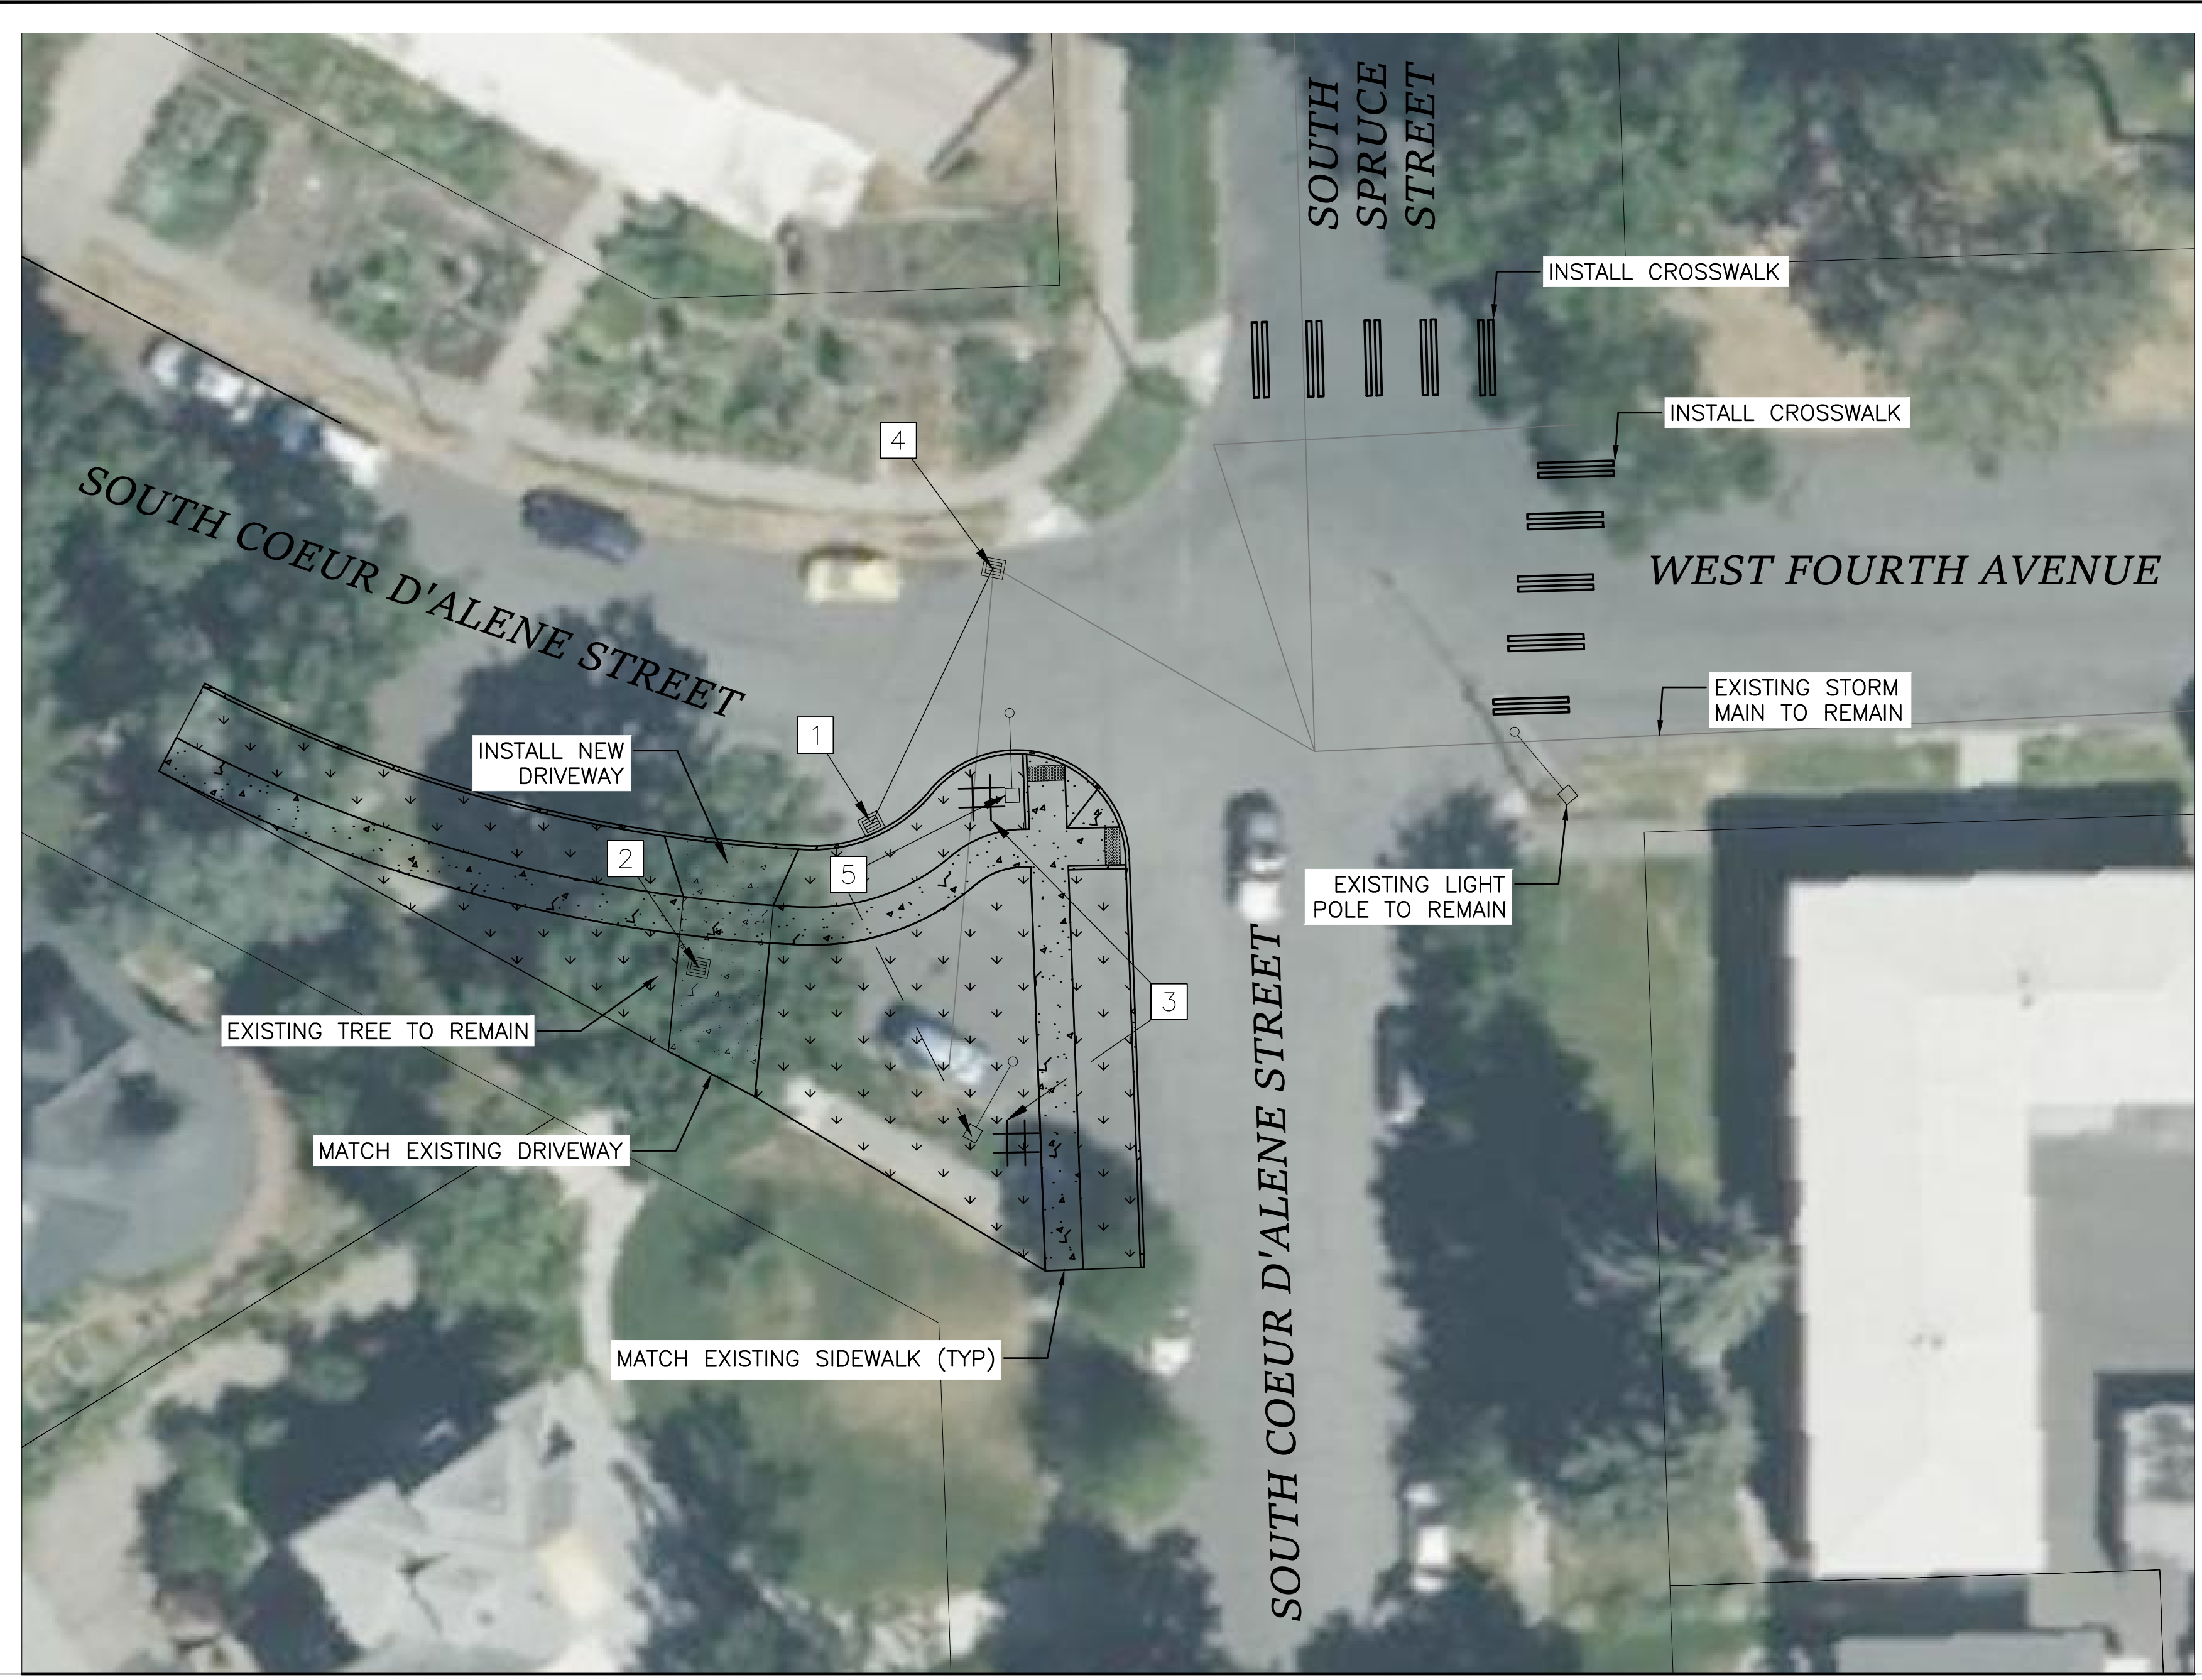 SOUTH
SPRUCE
STREET
INSTALL CROSSWALK
INSTALL CROSSWALK
4
SOUTH COEUR D'ALENE STREET
WEST FOURTH AVENUE
EXISTING STORM
MAIN TO REMAIN
1
INSTALL NEW
DRIVEWAY
2
5
EXISTING LIGHT
POLE TO REMAIN
3
EXISTING TREE TO REMAIN
MATCH EXISTING DRIVEWAY
SOUTH COEUR D'ALENE STREET
MATCH EXISTING SIDEWALK (TYP)